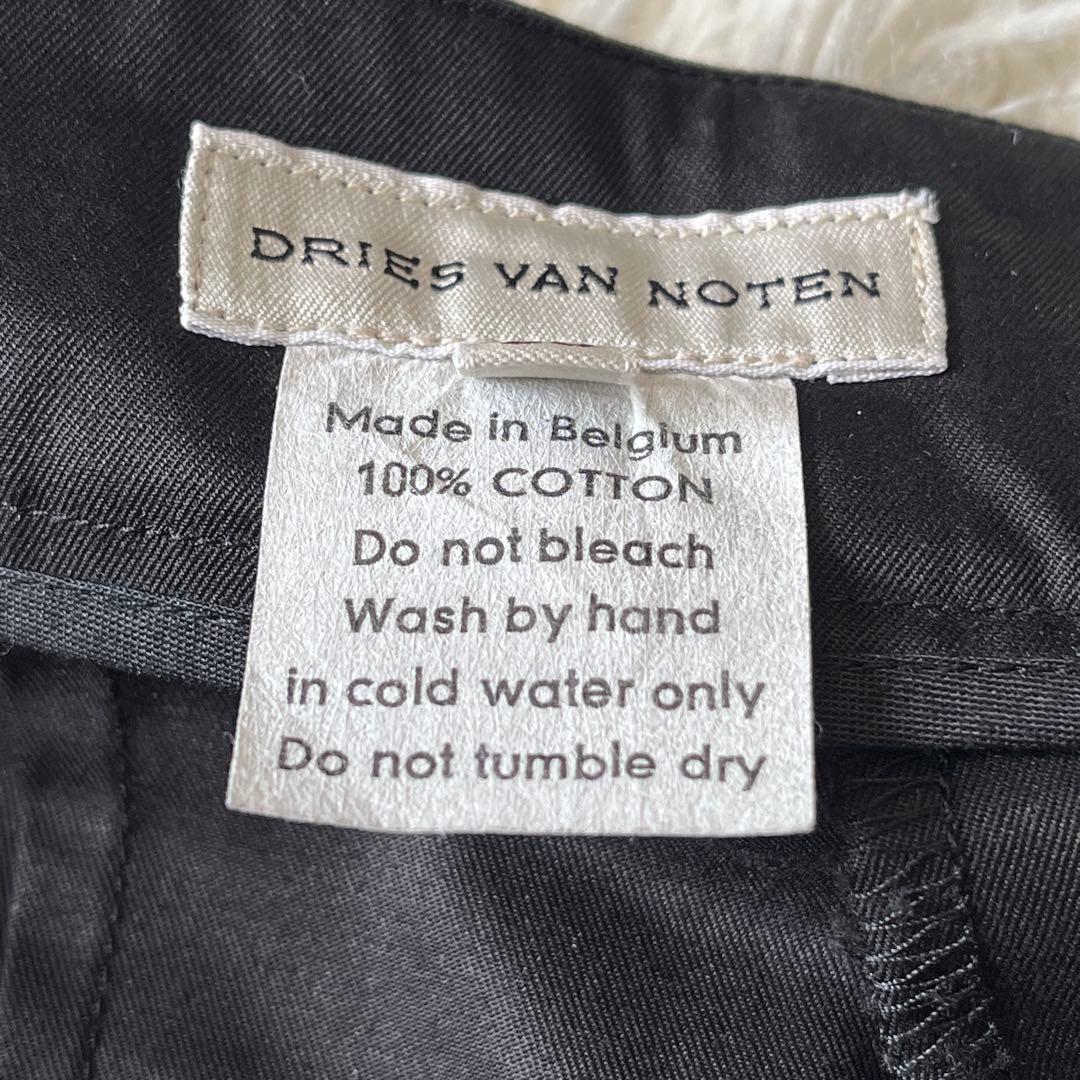 DRIES VAN NOTEN
Made in Belgium
100% COTTON
Do not bleach
Wash by hand
in cold water only
Do not tumble dry